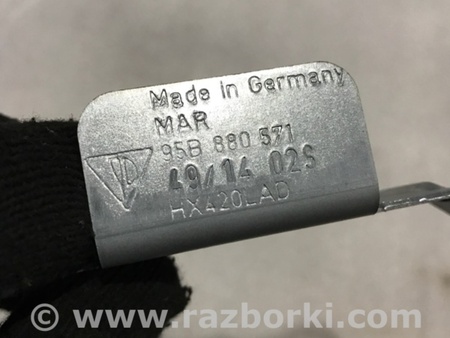 Made in Germany
MAR
95B 880 571
49/14 02S
HX420LAD
© www.razborki.com